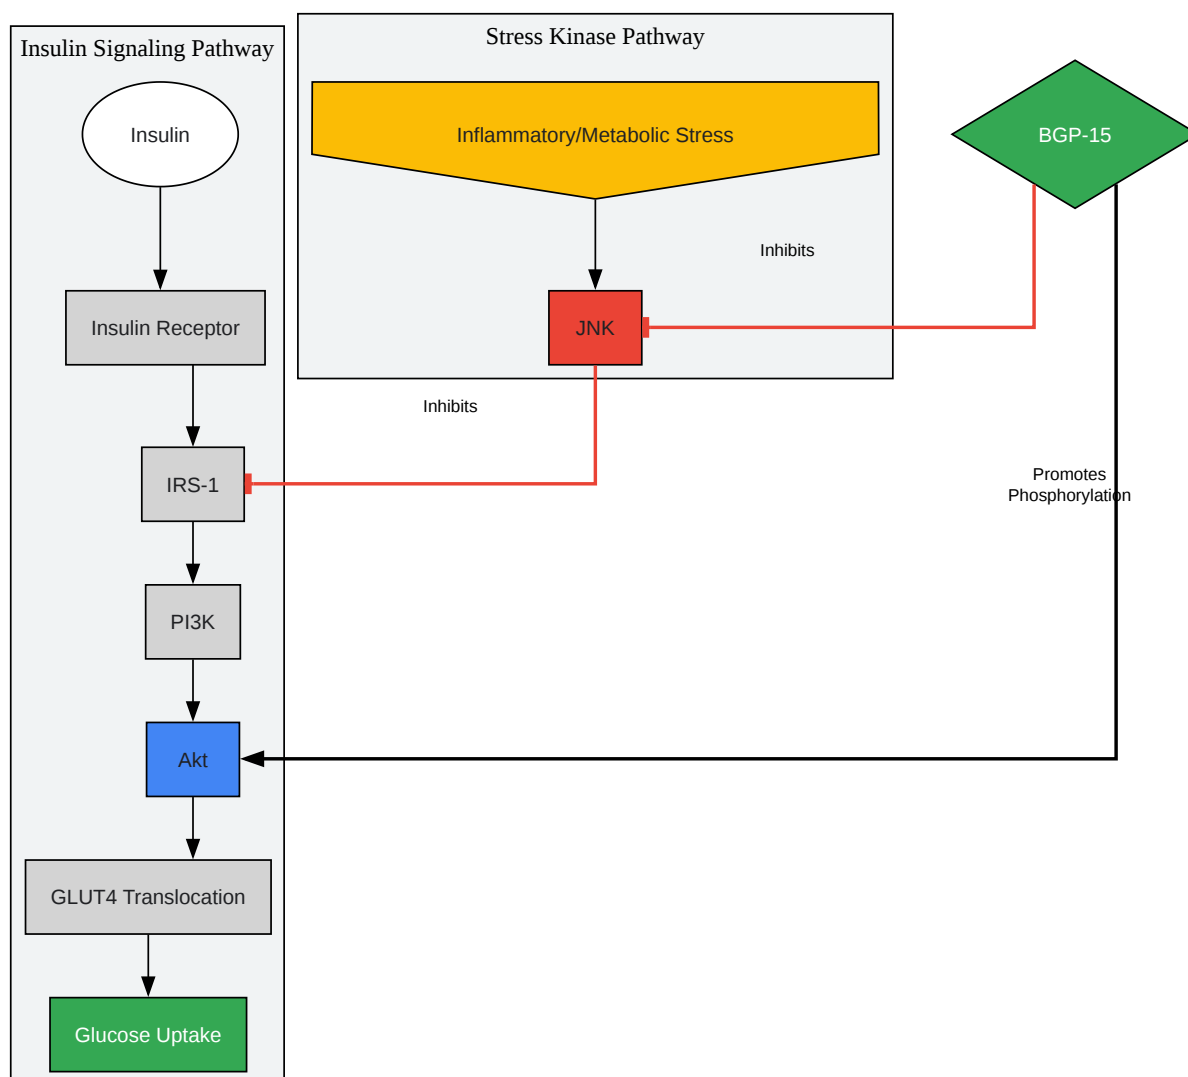 Insulin Signaling Pathway
Stress Kinase Pathway
Insulin
Inflammatory/Metabolic Stress
BGP-15
Inhibits
Insulin Receptor
JNK
Inhibits
IRS-1
Promotes
Phosphorylation
PI3K
Akt
GLUT4 Translocation
Glucose Uptake